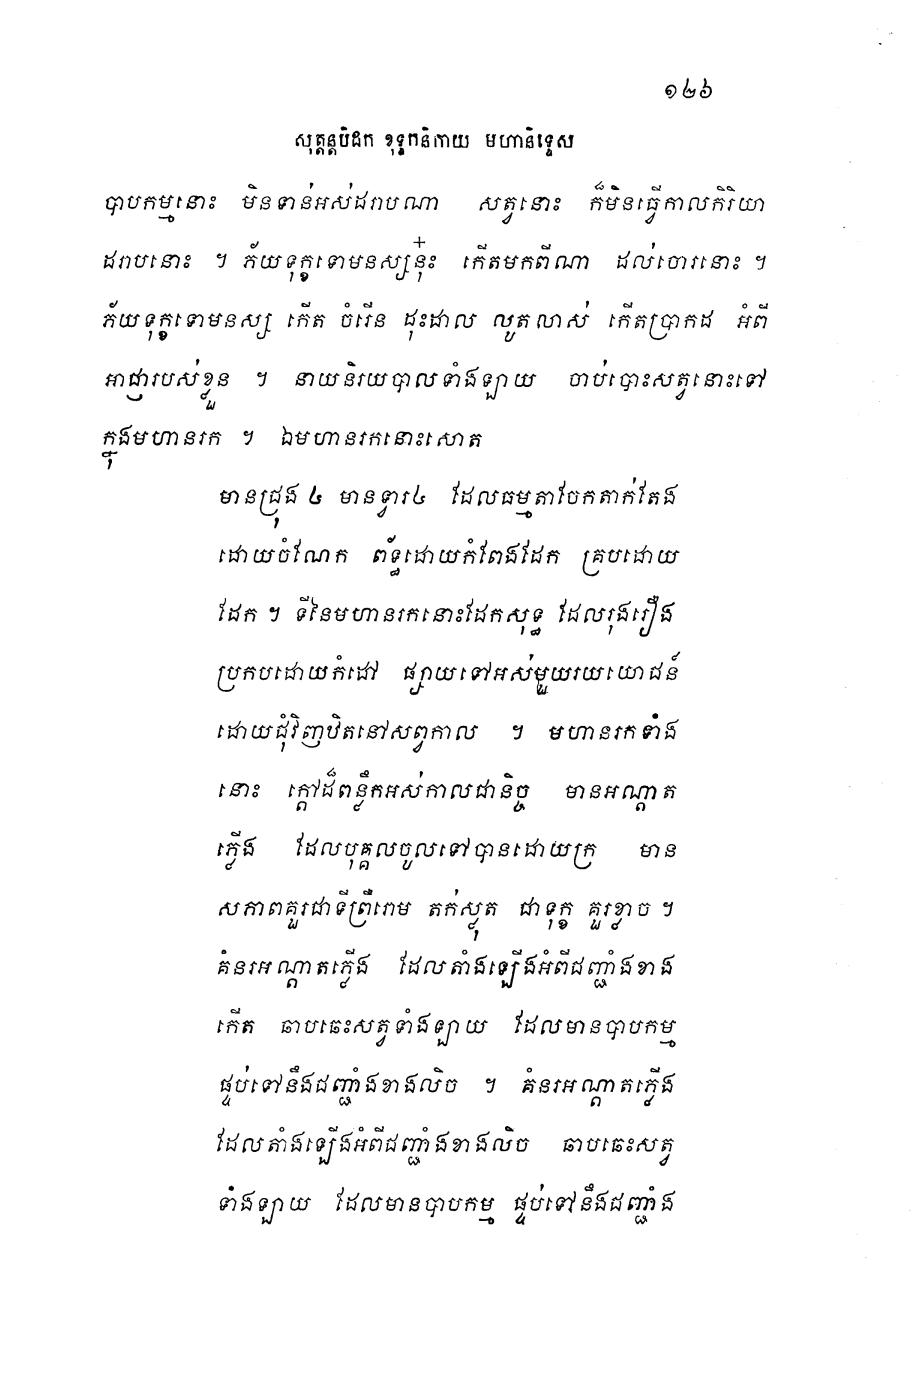 ១២៦
សុត្តន្តបិដក ខុទ្ទកនិកាយ មហានិទ្ទេស
បាបកម្មនោះ មិនទាន់អស់ដរាបណា សត្វនោះ ក៏មិនធ្វើកាលកិរិយា
ដរាបនោះ ។ ភ័យទុក្ខទោមនស្សនុ៎ះ កើតមកពីណា ដល់ចោរនោះ ។
ភ័យទុក្ខទោមនស្ស កើត ចំរើន ដុះដាល លូតលាស់ កើតប្រាកដ អំពី
អាជ្ញារបស់ខ្លួន ។ នាយនិរយបាលទាំងឡាយ ចាប់បោះសត្វនោះទៅ
ក្នុងមហានរក ។ ឯមហានរកនោះសោត
មានជ្រុង ៤ មានទ្វារ៤ ដែលធម្មតាចែកតាក់តែង
ដោយចំណែក ព័ទ្ធដោយកំពែងដែក គ្របដោយ
ដែក ។ ទីនៃមហានរកនោះដែកសុទ្ធ ដែលរុងរឿង
ប្រកបដោយកំដៅ ផ្សាយទៅអស់មួយរយយោជន៍
ដោយជុំវិញឋិតនៅសព្វកាល ។ មហានរកទាំង
នោះ ក្តៅដ៏ពន្លឹកអស់កាលជានិច្ច មានអណ្តាត
ភ្លើង ដែលបុគ្គលចូលទៅបានដោយក្រ មាន
សភាពគួរជាទីព្រឺរោម តក់ស្លុត ជាទុក្ខ គួរខ្លាច ។
គំនរអណ្តាតភ្លើង ដែលតាំងឡើងអំពីជញ្ជាំងខាង
កើត ឆាបឆេះសត្វទាំងឡាយ ដែលមានបាបកម្ម
ផ្ទប់ទៅនឹងជញ្ជាំងខាងលិច ។ គំនរអណ្តាតភ្លើង
ដែលតាំងឡើងអំពីជញ្ជាំងខាងលិច ឆាបឆេះសត្វ
ទាំងឡាយ ដែលមានបាបកម្ម ផ្ទប់ទៅនឹងជញ្ជាំង